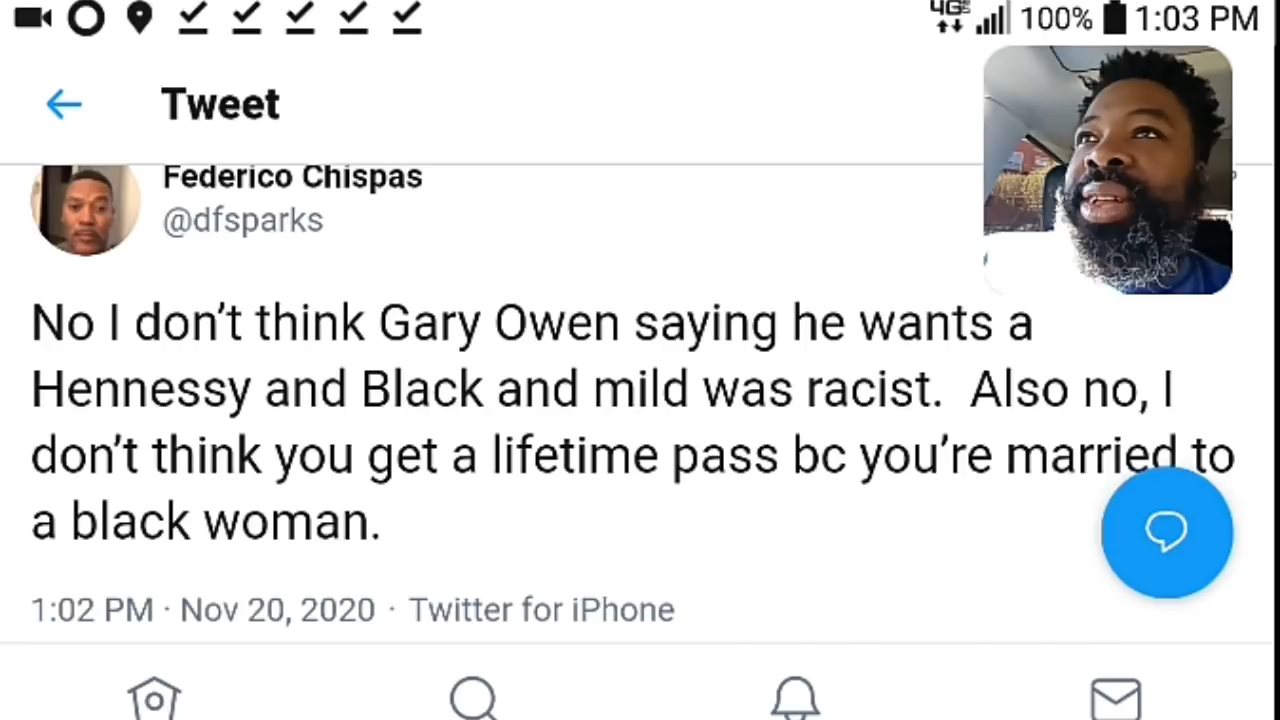 4G 100% 1:03 PM
Tweet
Federico Chispas
@dfsparks
No I don’t think Gary Owen saying he wants a
Hennessy and Black and mild was racist.  Also no, I
don’t think you get a lifetime pass bc you’re married to
a black woman.
1:02 PM · Nov 20, 2020 · Twitter for iPhone